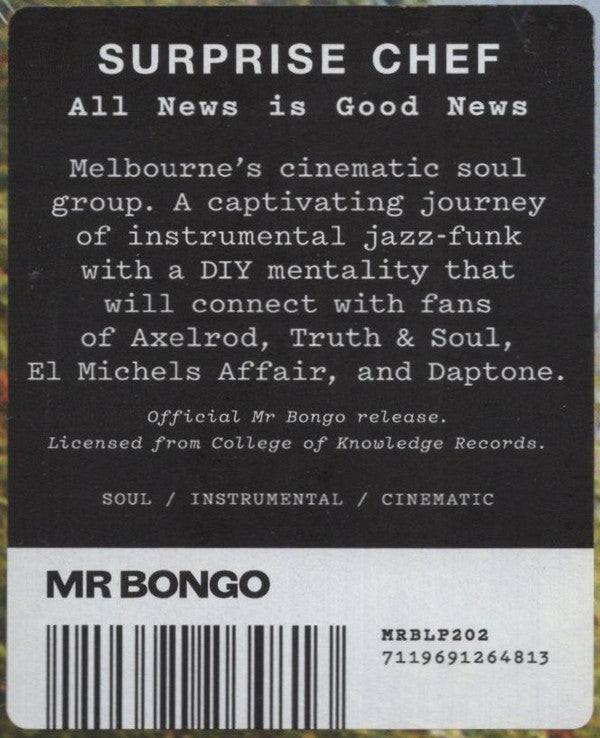 SURPRISE CHEF
All News is Good News
Melbourne's cinematic soul
group. A captivating journey
of instrumental jazz-funk
with a DIY mentality that
will connect with fans
of Axelrod, Truth & Soul,
El Michels Affair, and Daptone.
Official Mr Bongo release.
Licensed from College of Knowledge Records.
SOUL / INSTRUMENTAL / CINEMATIC
MR BONGO
MRBLP202
7119691264813